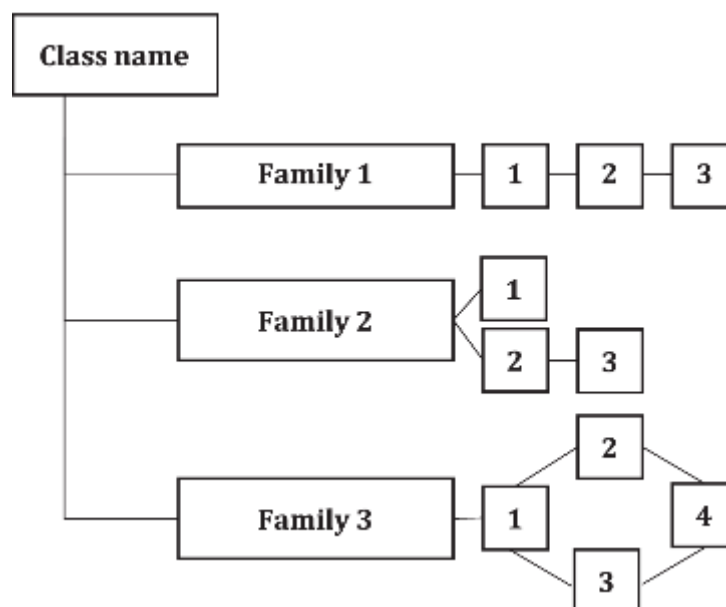 Class name
Family 1 1 2 3
1
Family 2
2 3
2
Family 3 1 4
3